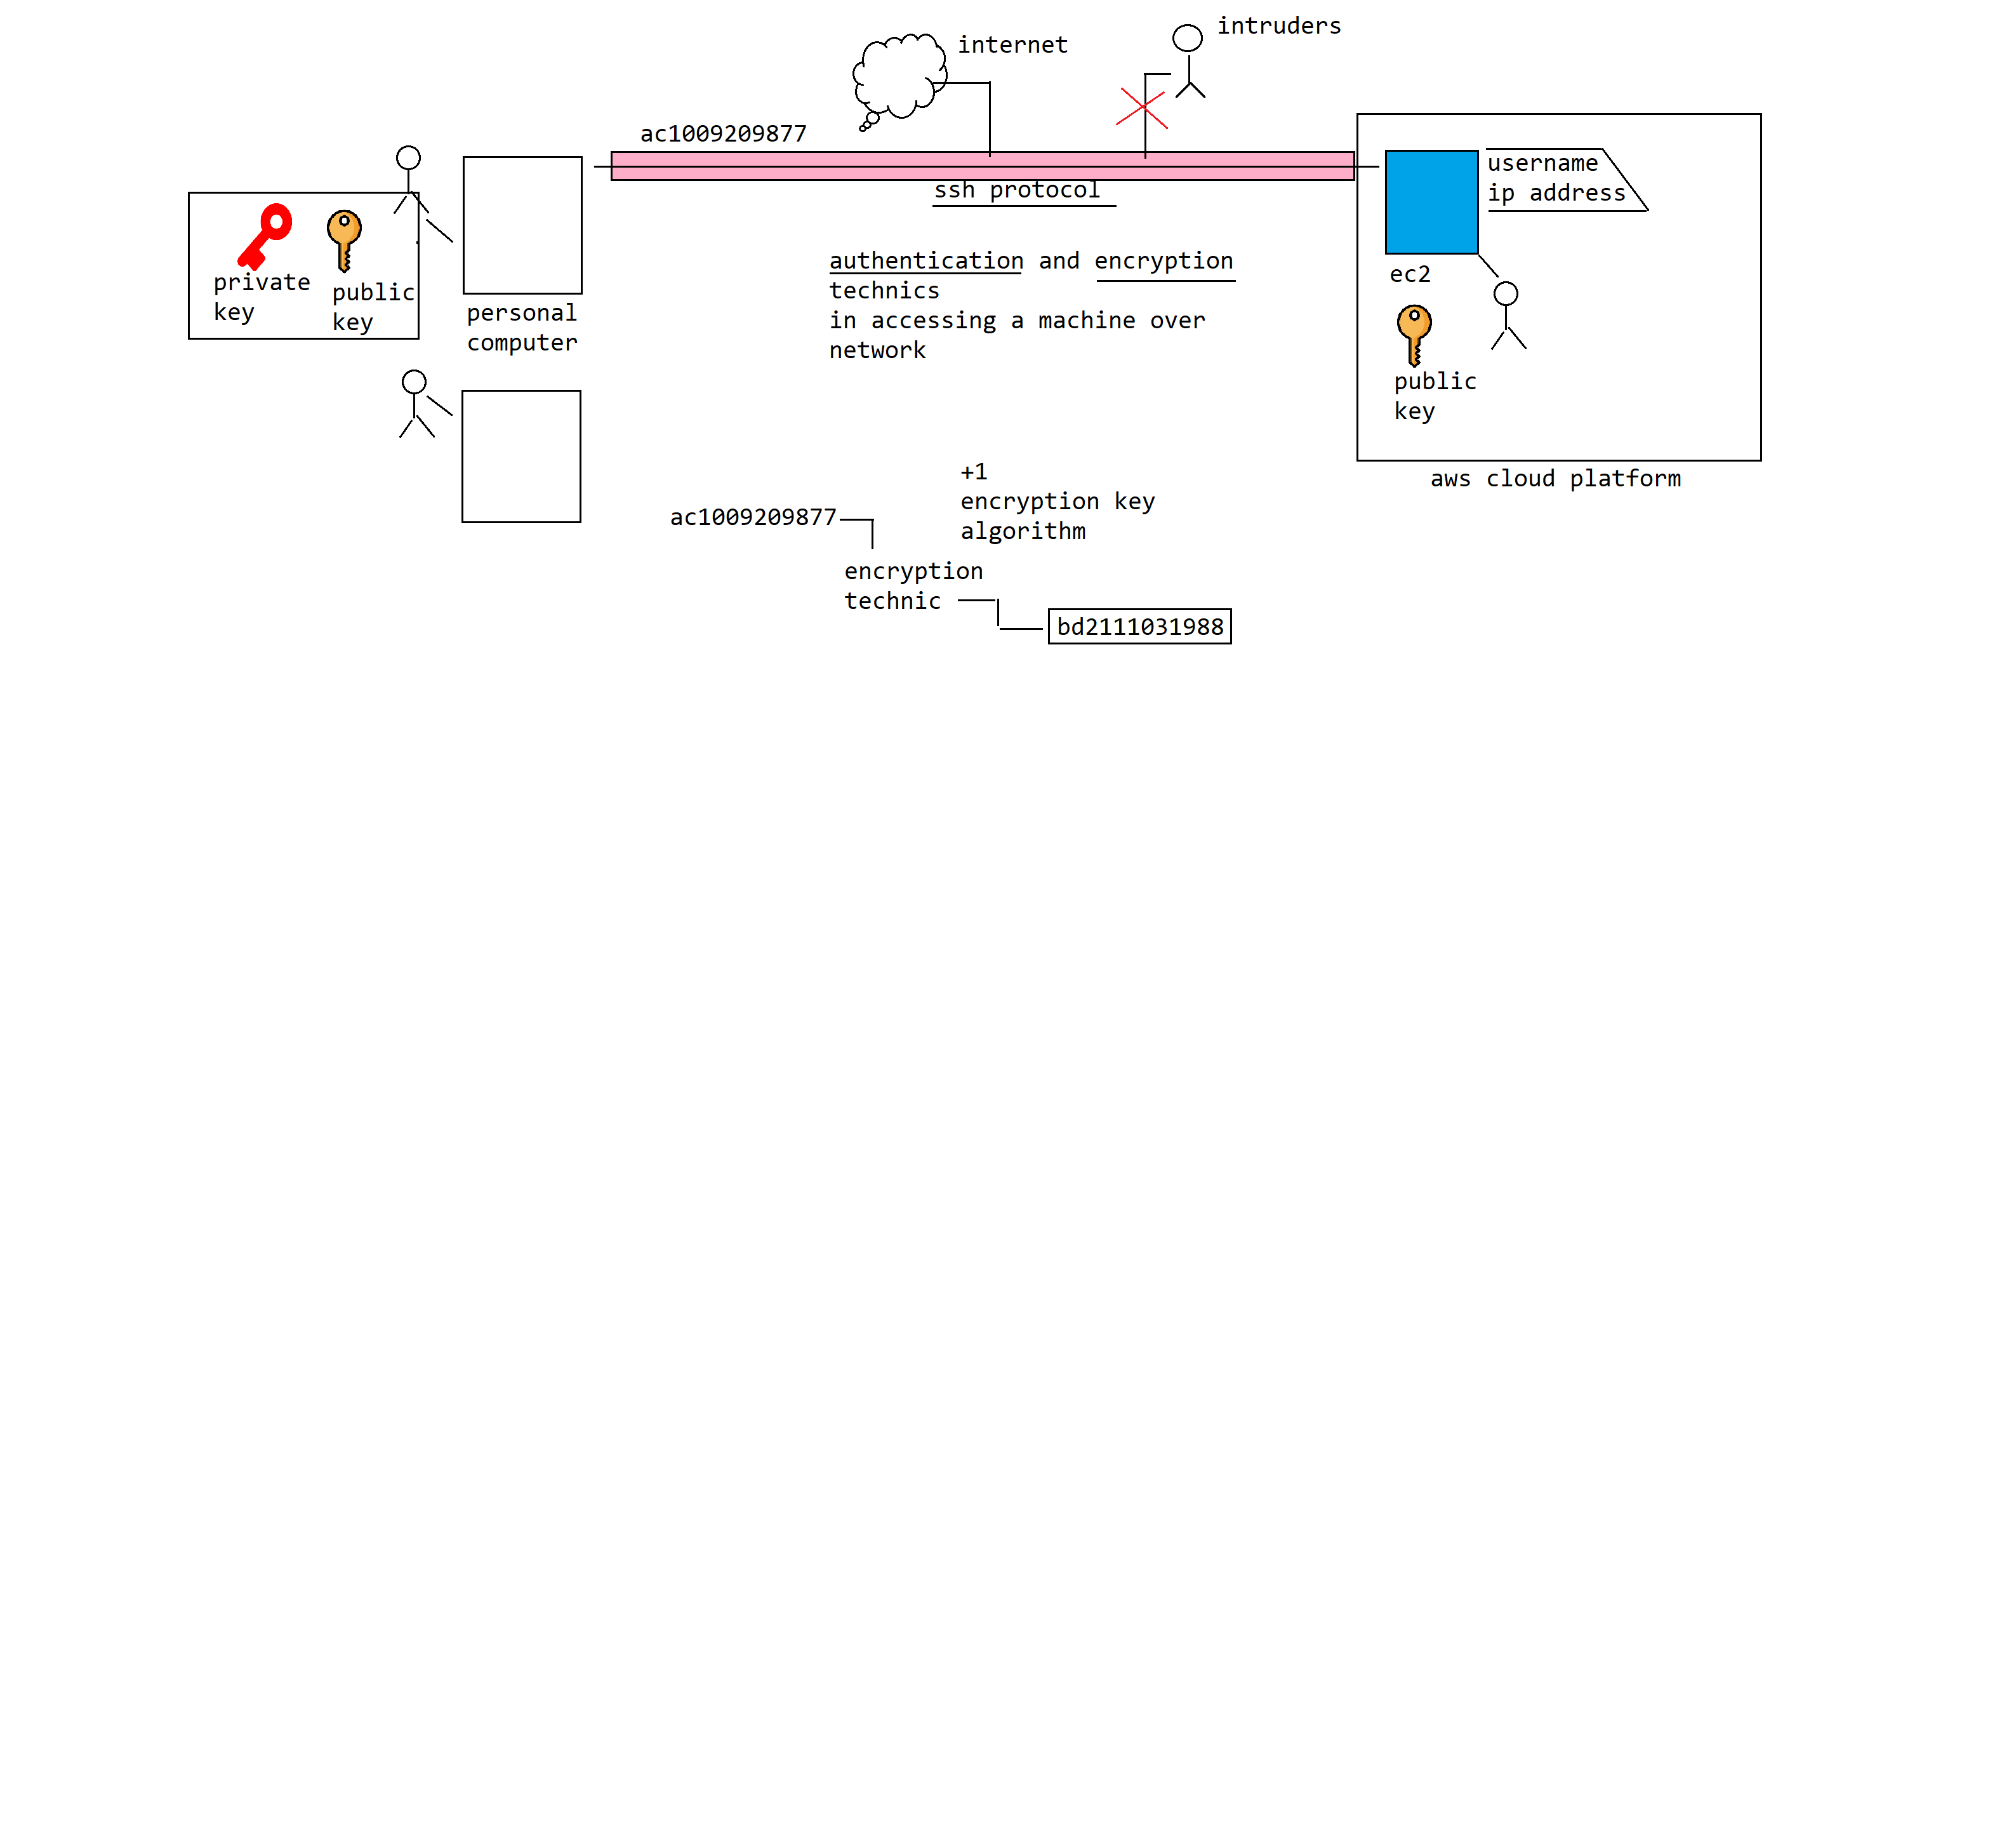 internet
intruders
ac1009209877
ssh protocol
username
ip address
private
key
public
key
personal
computer
authentication and encryption
technics
in accessing a machine over
network
ec2
public
key
aws cloud platform
+1
encryption key
algorithm
ac1009209877
encryption
technic
bd2111031988